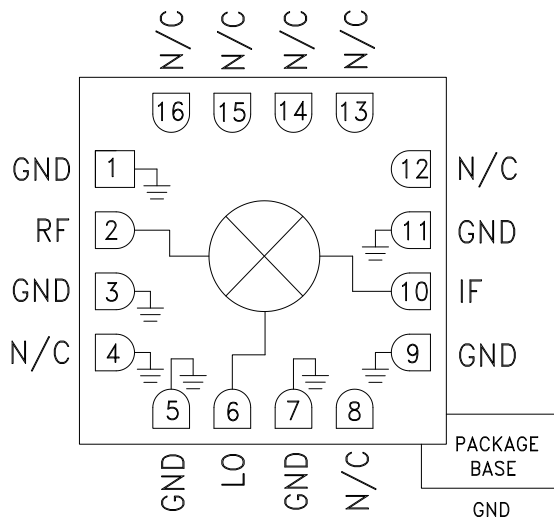 N/C N/C N/C N/C
16 15 14 13
GND 1
12 N/C
RF 2
11 GND
GND 3
10 IF
N/C 4
9 GND
5 6 7 8
GND LO GND N/C
PACKAGE
BASE
GND